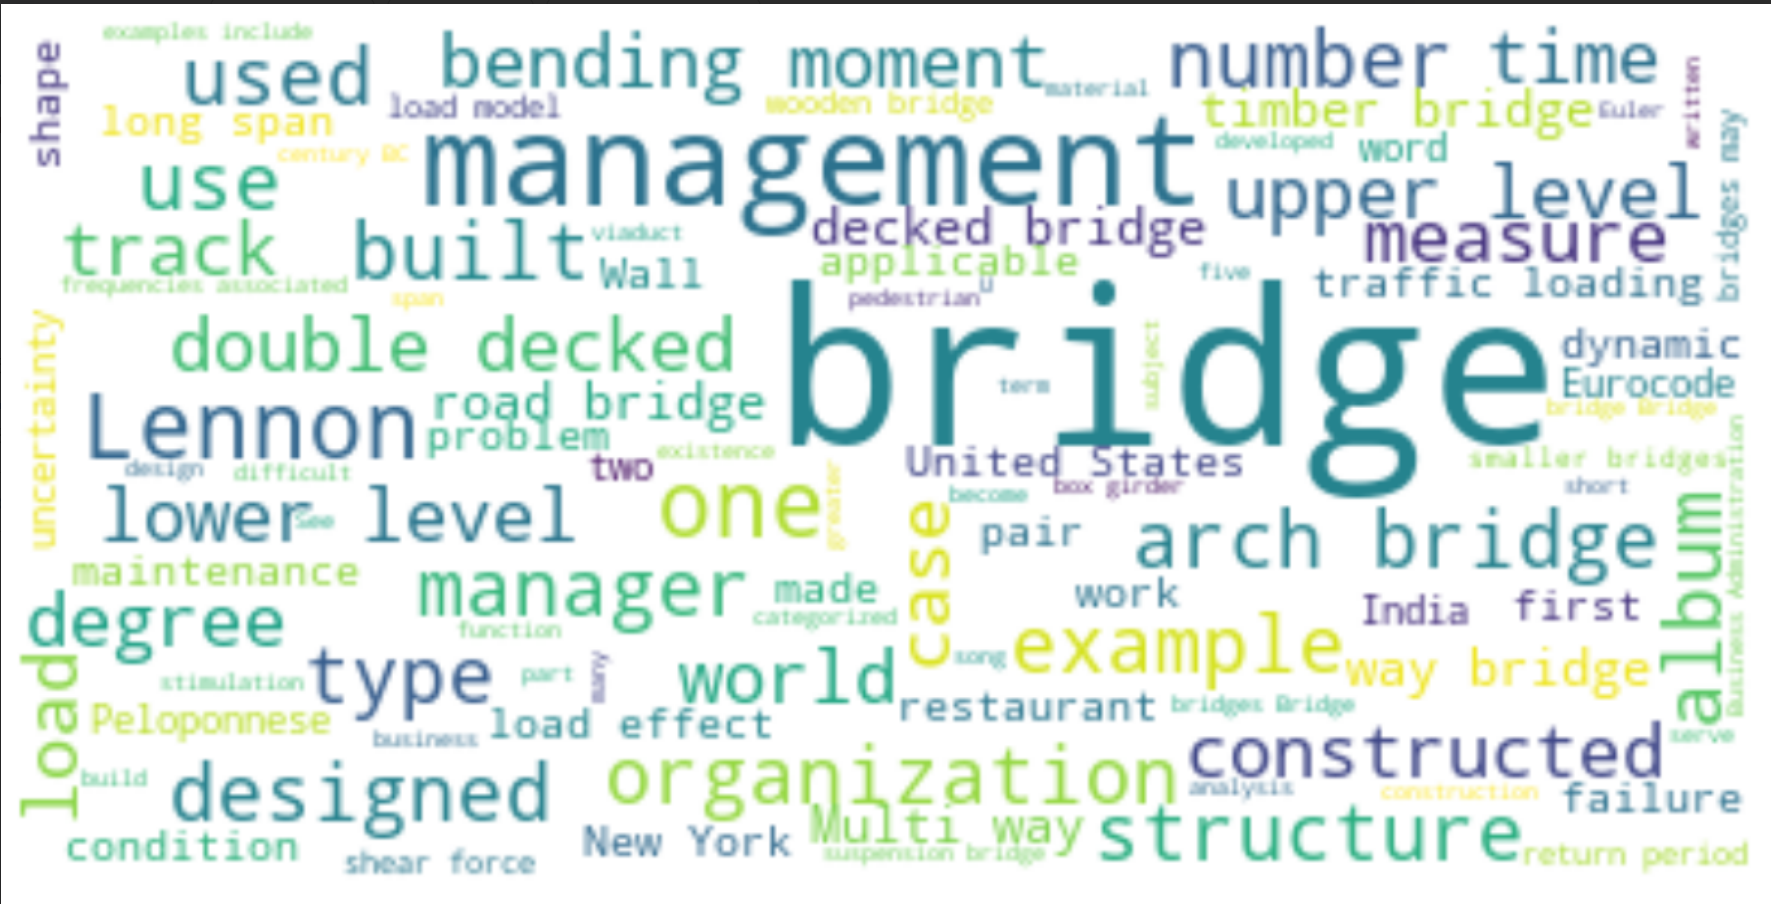 examples include
shape
used
bending moment
number time
material
written
long span
load model
wooden bridge
timber bridge
Euler
century BC
management
developed
word
bridges may
use
upper level
track
built
viaduct
decked bridge
measure
Wall
applicable
five
traffic loading
frequencies associated
span
pedestrian
U
bridge
uncertainty
double decked
term
subject
dynamic
Eurocode
Lennon
road bridge
bridge Bridge
problem
design
difficult
two
existence
United States
smaller bridges
box girder
short
become
lower level
See
one
greater
case
pair
arch bridge
album
Business Administration
maintenance
manager
made
work
India
first
degree
function
categorized
song
example
way bridge
load
stimulation
type
part
many
world
Peloponnese
business
load effect
restaurant
bridges Bridge
serve
build
designed
organization
constructed
analysis
construction
failure
condition
shear force
New York
Multi way
suspension bridge
structure
return period